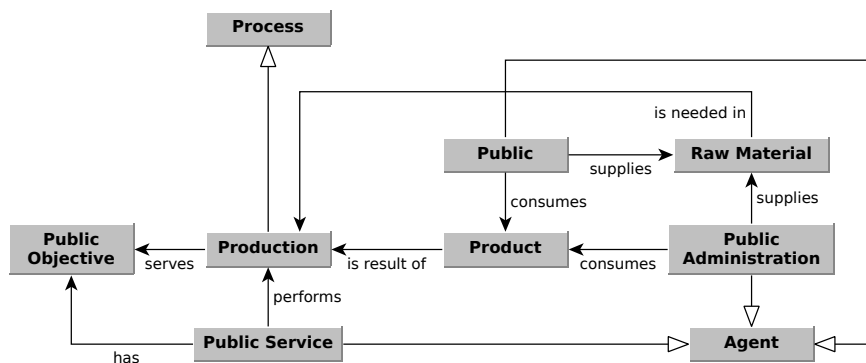 Process
is needed in
Public
supplies
Raw Material
consumes
supplies
Public
Objective
serves
Production
is result of
Product
consumes
Public
Administration
performs
has
Public Service
Agent